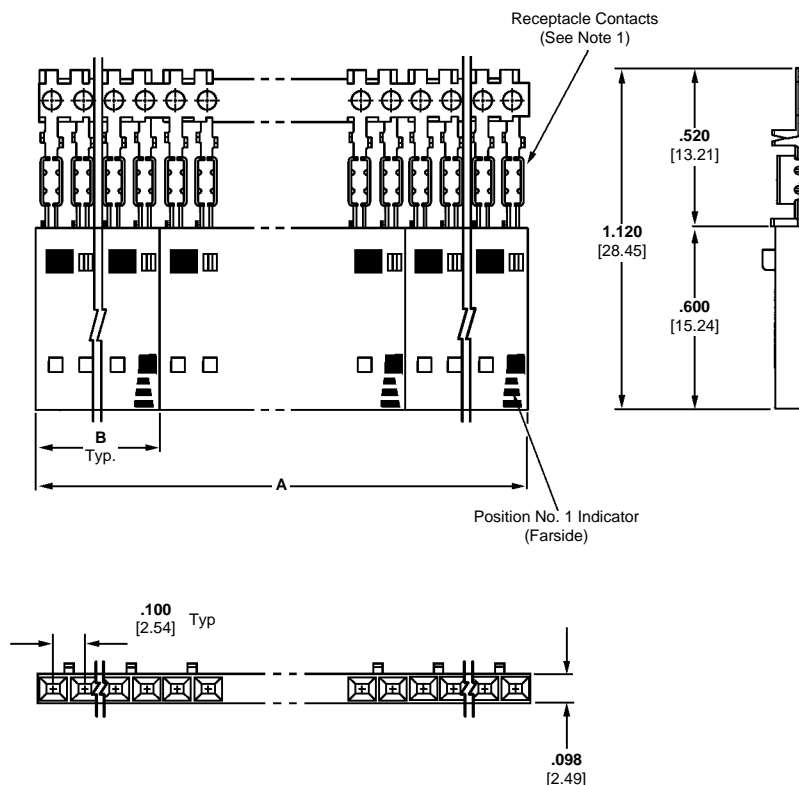 Receptacle Contacts
(See Note 1)
.520
[13.21]
1.120
[28.45]
.600
[15.24]
B
Typ.
A
Position No. 1 Indicator
(Farside)
.100
[2.54]
Typ
.098
[2.49]